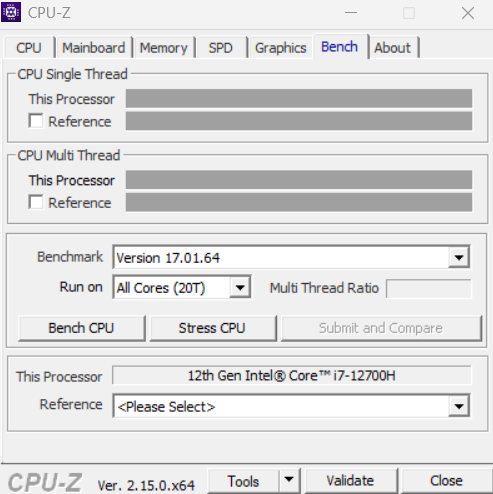 CPU-Z
CPU Mainboard Memory SPD Graphics Bench About
CPU Single Thread
This Processor
Reference
CPU Multi Thread
This Processor
Reference
Benchmark Version 17.01.64
Run on All Cores (20T) Multi Thread Ratio
Bench CPU Stress CPU Submit and Compare
This Processor 12th Gen Intel® Core™ i7-12700H
Reference <Please Select>
CPU-Z Ver. 2.15.0.x64 Tools Validate Close